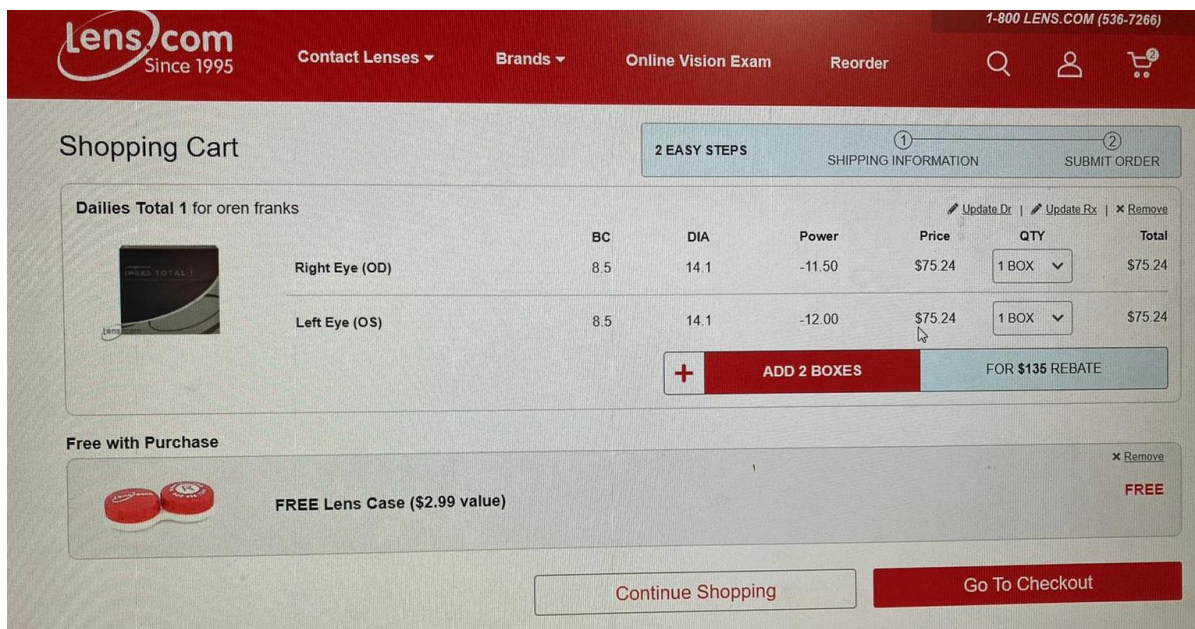 1-800 LENS.COM (536-7266)
Lens.com
Since 1995
Contact Lenses
Brands
Online Vision Exam
Reorder
2
Shopping Cart
2 EASY STEPS
1
SHIPPING INFORMATION
2
SUBMIT ORDER
Dailies Total 1 for oren franks
Update Dr | Update Rx | × Remove
BC DIA Power Price QTY Total
Right Eye (OD) 8.5 14.1 -11.50 $75.24 1 BOX $75.24
Left Eye (OS) 8.5 14.1 -12.00 $75.24 1 BOX $75.24
+ ADD 2 BOXES FOR $135 REBATE
Free with Purchase
× Remove
FREE Lens Case ($2.99 value) FREE
Continue Shopping
Go To Checkout